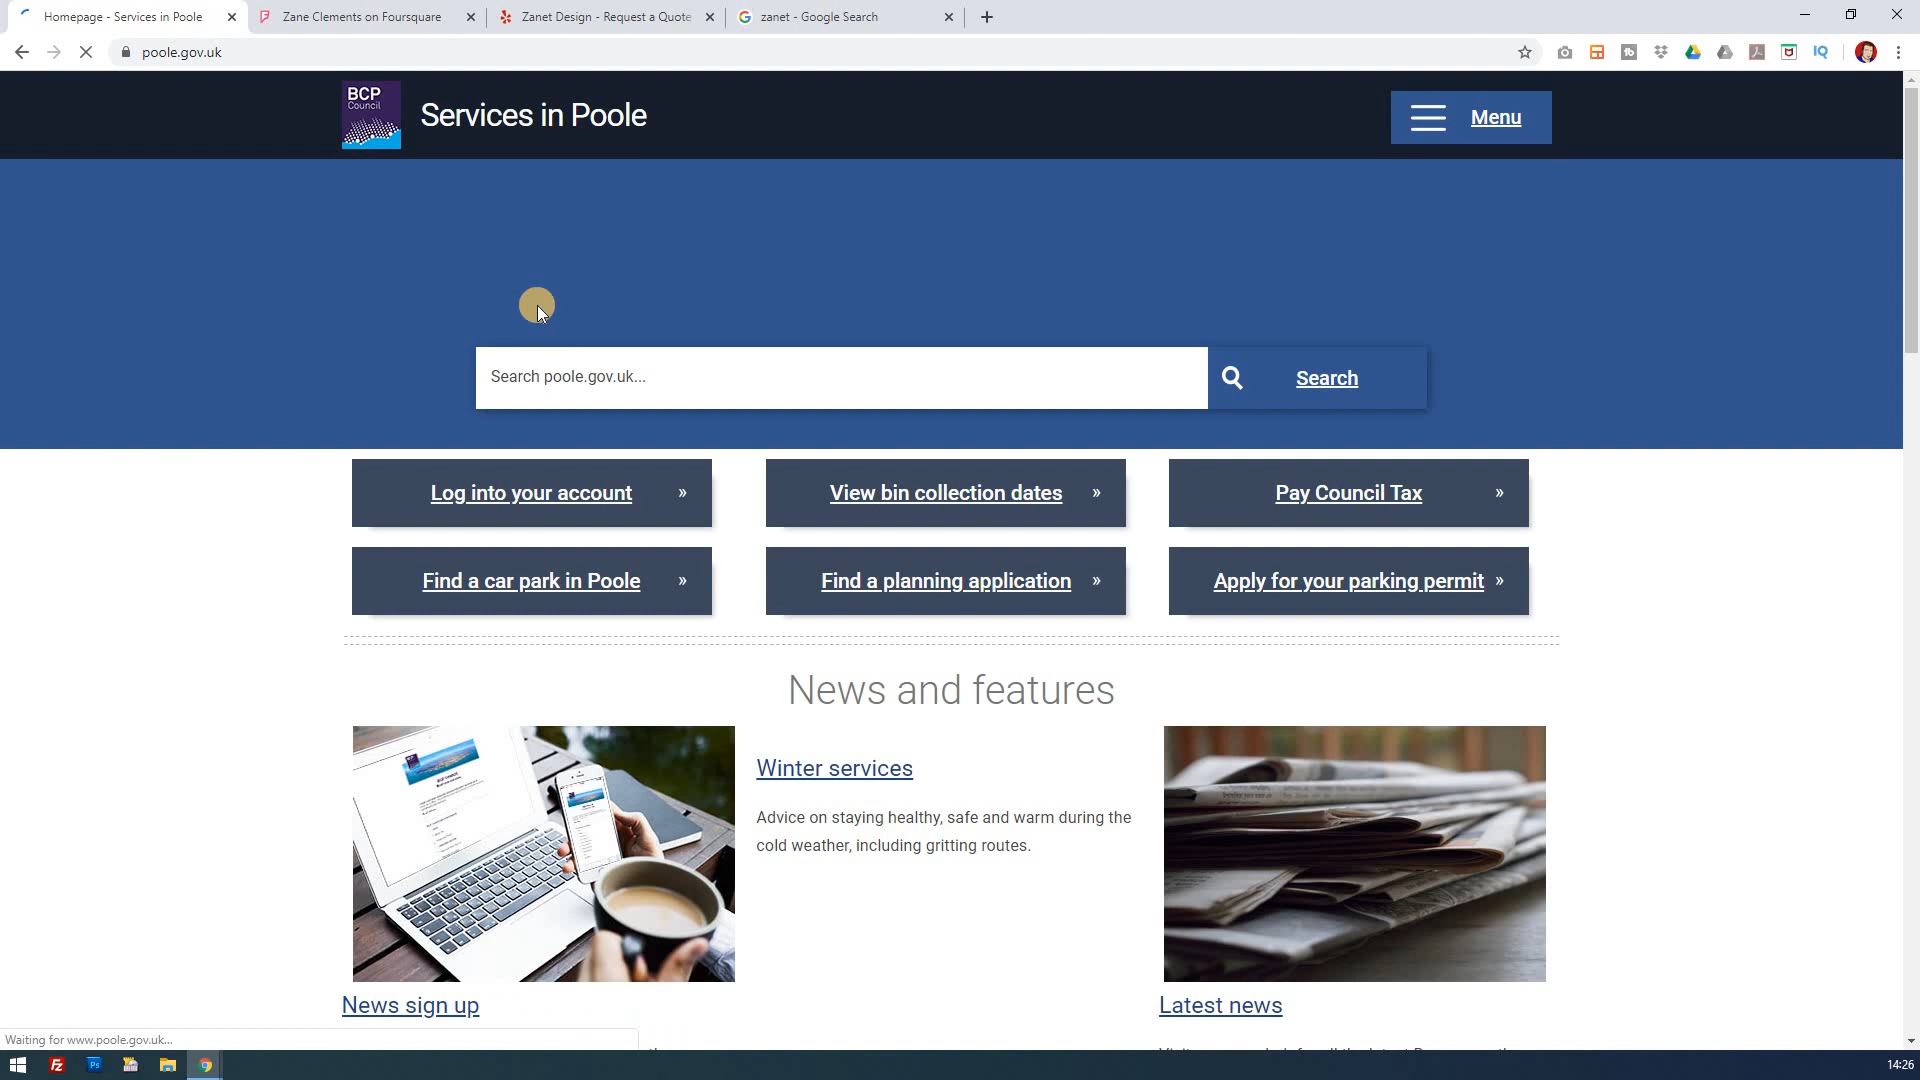 Homepage - Services in Poole
Zane Clements on Foursquare
Zanet Design - Request a Quote
zanet - Google Search
poole.gov.uk
BCP
Council
Services in Poole
Menu
Search poole.gov.uk...
Search
Log into your account »
View bin collection dates »
Pay Council Tax »
Find a car park in Poole »
Find a planning application »
Apply for your parking permit »
News and features
Winter services
Advice on staying healthy, safe and warm during the
cold weather, including gritting routes.
News sign up
Latest news
Waiting for www.poole.gov.uk...
14:26